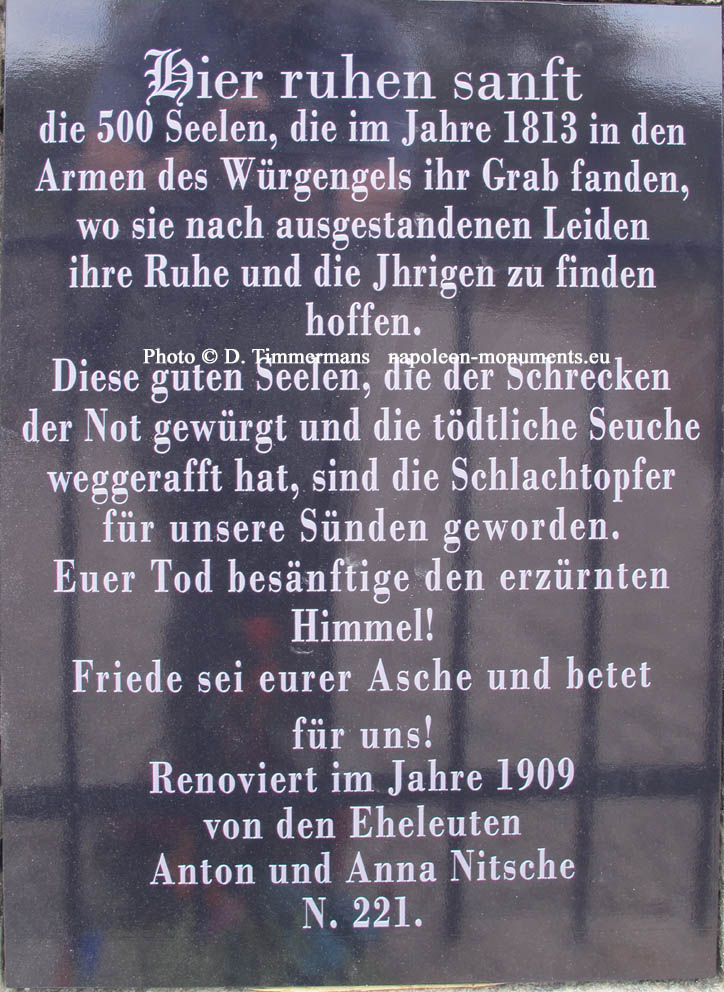 Hier ruhen sanft
die 500 Seelen, die im Jahre 1813 in den
Armen des Würgengels ihr Grab fanden,
wo sie nach ausgestandenen Leiden
ihre Ruhe und die Jhrigen zu finden
hoffen.
Photo © D. Timmermans napoleon-monuments.eu
Diese guten Seelen, die der Schrecken
der Not gewürgt und die tödtliche Seuche
weggerafft hat, sind die Schlachtopfer
für unsere Sünden geworden.
Euer Tod besänftige den erzürnten
Himmel!
Friede sei eurer Asche und betet
für uns!
Renoviert im Jahre 1909
von den Eheleuten
Anton und Anna Nitsche
N. 221.